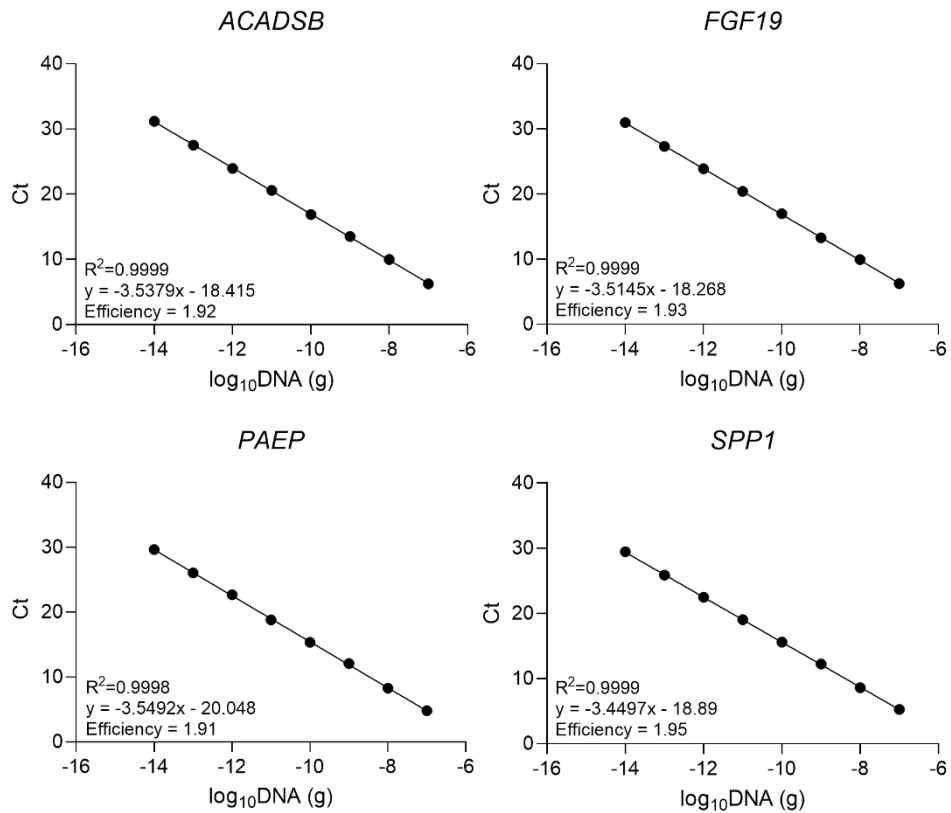 ACADSB
40
30
20
10
0
Ct
R²=0.9999
y = -3.5379x - 18.415
Efficiency = 1.92
-16 -14 -12 -10 -8 -6
log₁₀DNA (g)
FGF19
40
30
20
10
0
Ct
R²=0.9999
y = -3.5145x - 18.268
Efficiency = 1.93
-16 -14 -12 -10 -8 -6
log₁₀DNA (g)
PAEP
40
30
20
10
0
Ct
R²=0.9998
y = -3.5492x - 20.048
Efficiency = 1.91
-16 -14 -12 -10 -8 -6
log₁₀DNA (g)
SPP1
40
30
20
10
0
Ct
R²=0.9999
y = -3.4497x - 18.89
Efficiency = 1.95
-16 -14 -12 -10 -8 -6
log₁₀DNA (g)